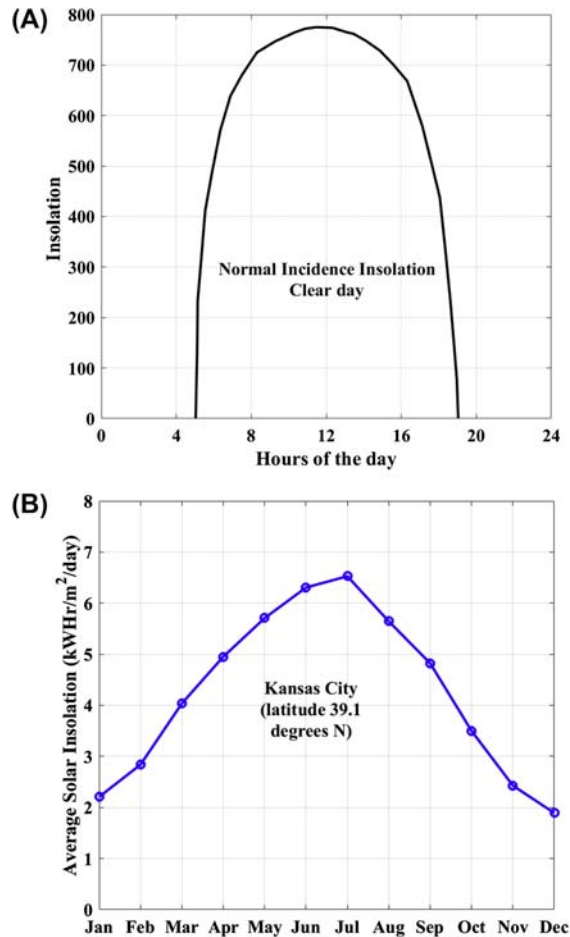 (A)
800
700
600
500
400
300
200
100
0
Insolation
Normal Incidence Insolation
Clear day
0 4 8 12 16 20 24
Hours of the day
(B)
8
7
6
5
4
3
2
1
0
Average Solar Insolation (kWHr/m²/day)
Kansas City
(latitude 39.1
degrees N)
Jan Feb Mar Apr May Jun Jul Aug Sep Oct Nov Dec